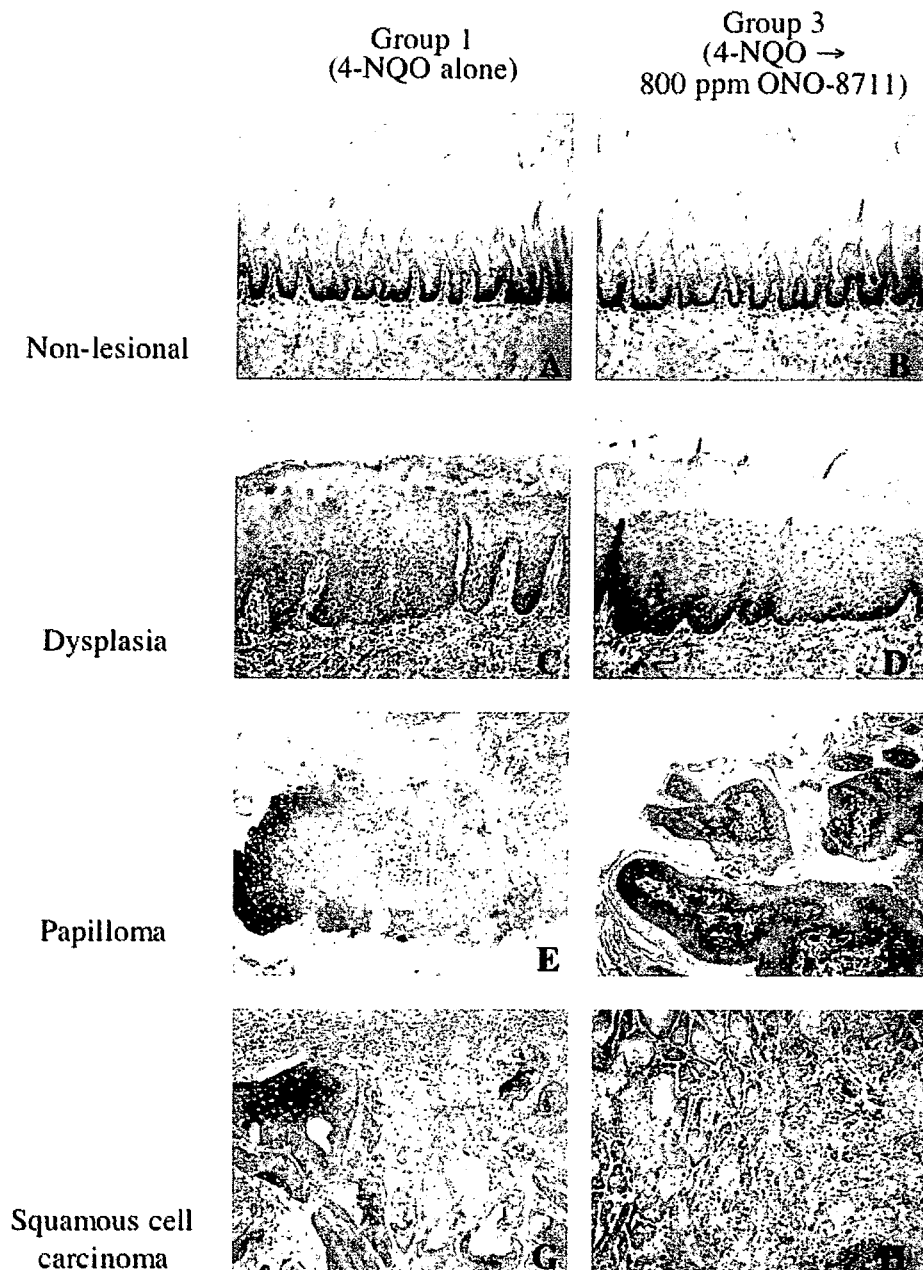 Group 1
(4-NQO alone)
Group 3
(4-NQO →
800 ppm ONO-8711)
Non-lesional
A
B
Dysplasia
C
D
Papilloma
E
Squamous cell
carcinoma
G
H